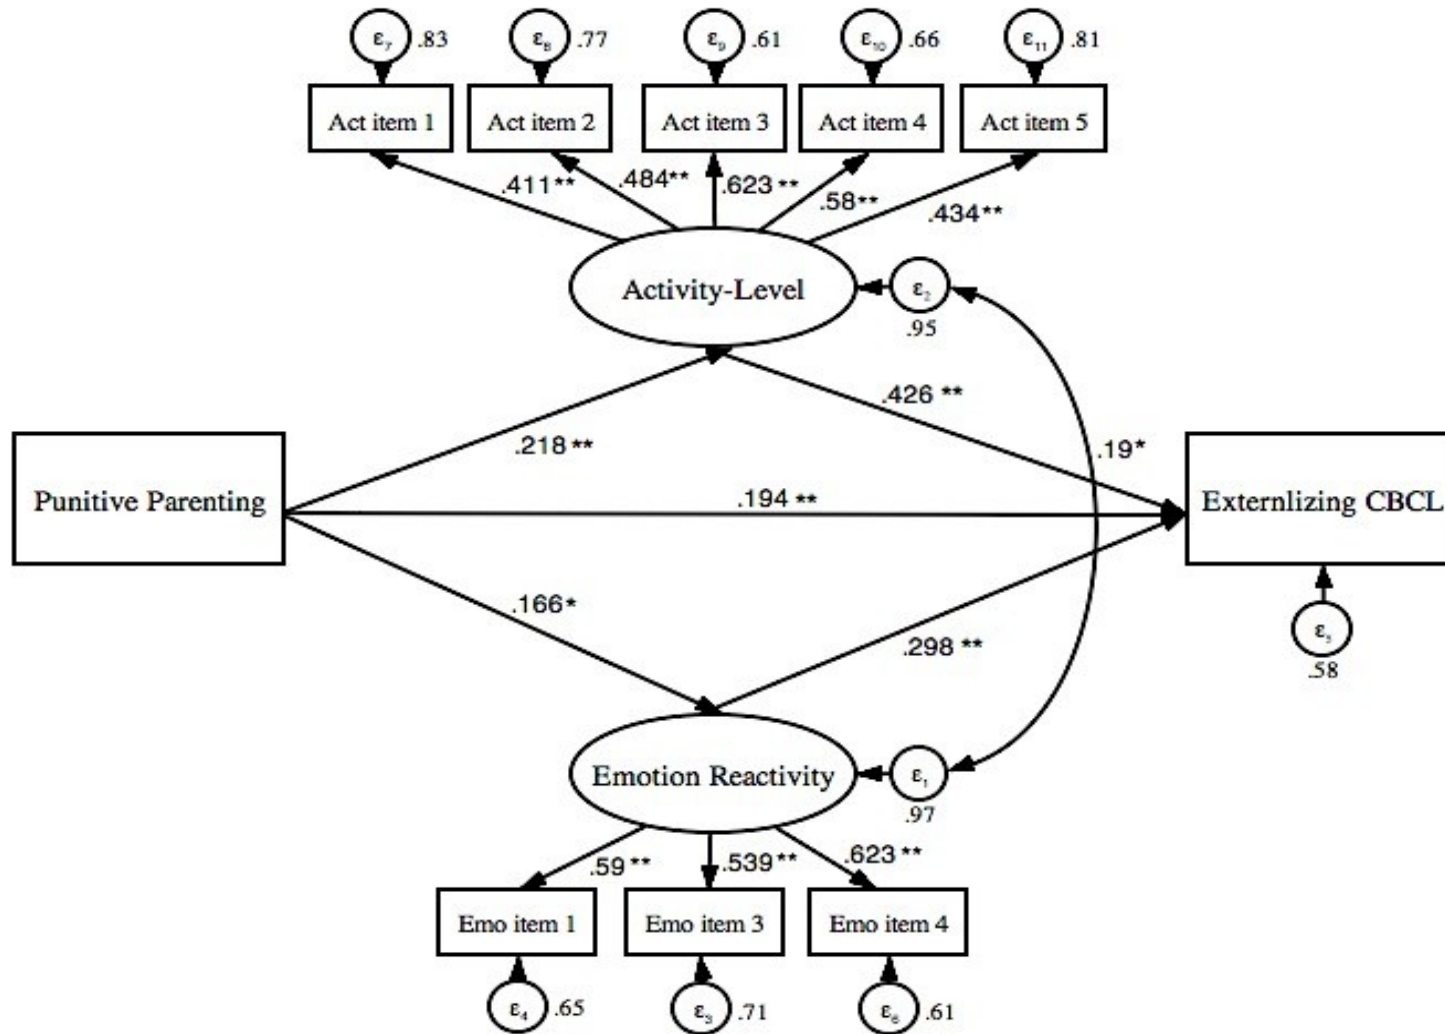 ε₇ .83 ε₈ .77 ε₉ .61 ε₁₀ .66 ε₁₁ .81
Act item 1 Act item 2 Act item 3 Act item 4 Act item 5
.411** .484** .623** .58** .434**
Activity-Level ε₂
.95
.426**
.218** .19*
Punitive Parenting .194** Externlizing CBCL
.166*
.298** ε₅
.58
Emotion Reactivity ε₁
.97
.59** .539** .623**
Emo item 1 Emo item 3 Emo item 4
ε₄ .65 ε₃ .71 ε₆ .61